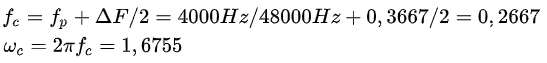 f_c = f_p + ΔF/2 = 4000Hz/48000Hz + 0,3667/2 = 0,2667
ω_c = 2πf_c = 1,6755